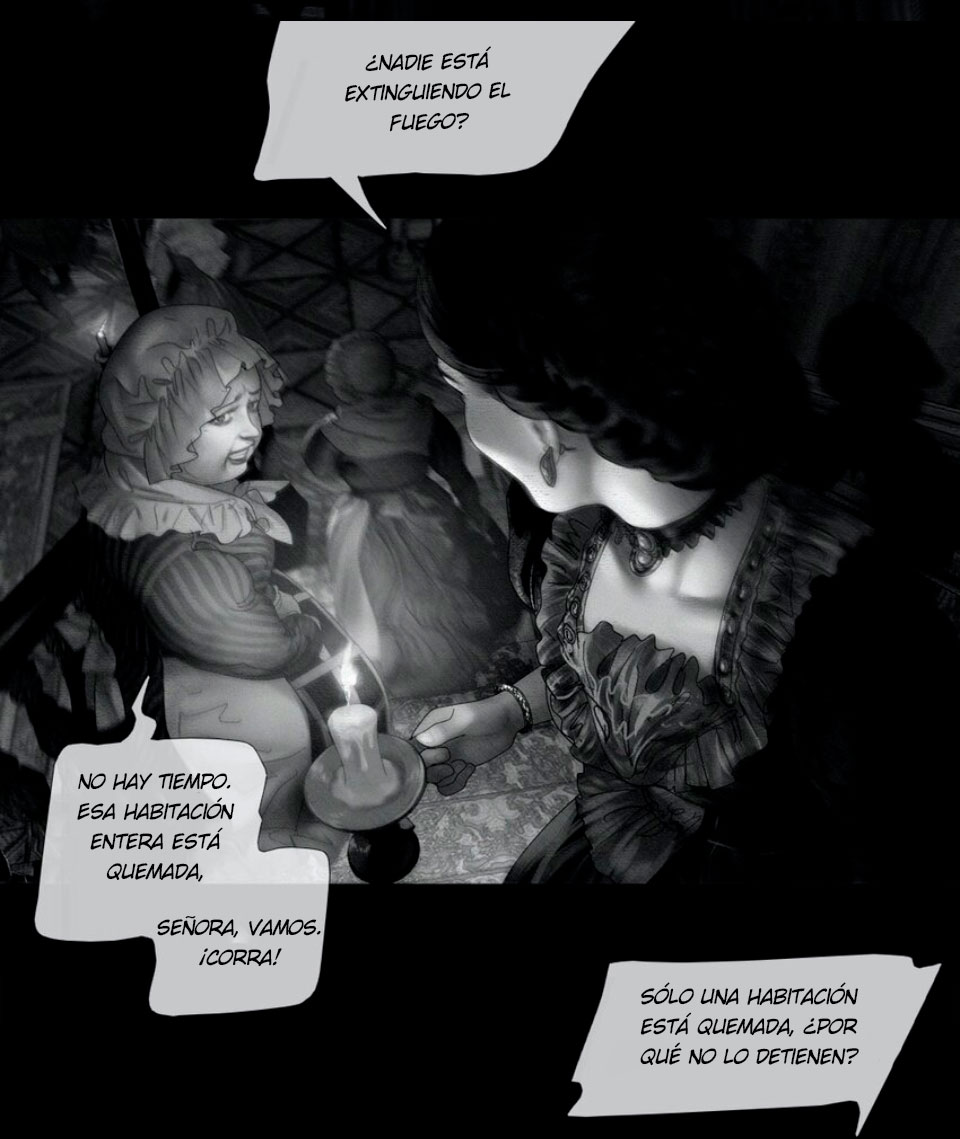 ¿NADIE ESTÁ
EXTINGUIENDO EL
FUEGO?
NO HAY TIEMPO.
ESA HABITACIÓN
ENTERA ESTÁ
QUEMADA,
SEÑORA, VAMOS.
¡CORRA!
SÓLO UNA HABITACIÓN
ESTÁ QUEMADA, ¿POR
QUÉ NO LO DETIENEN?